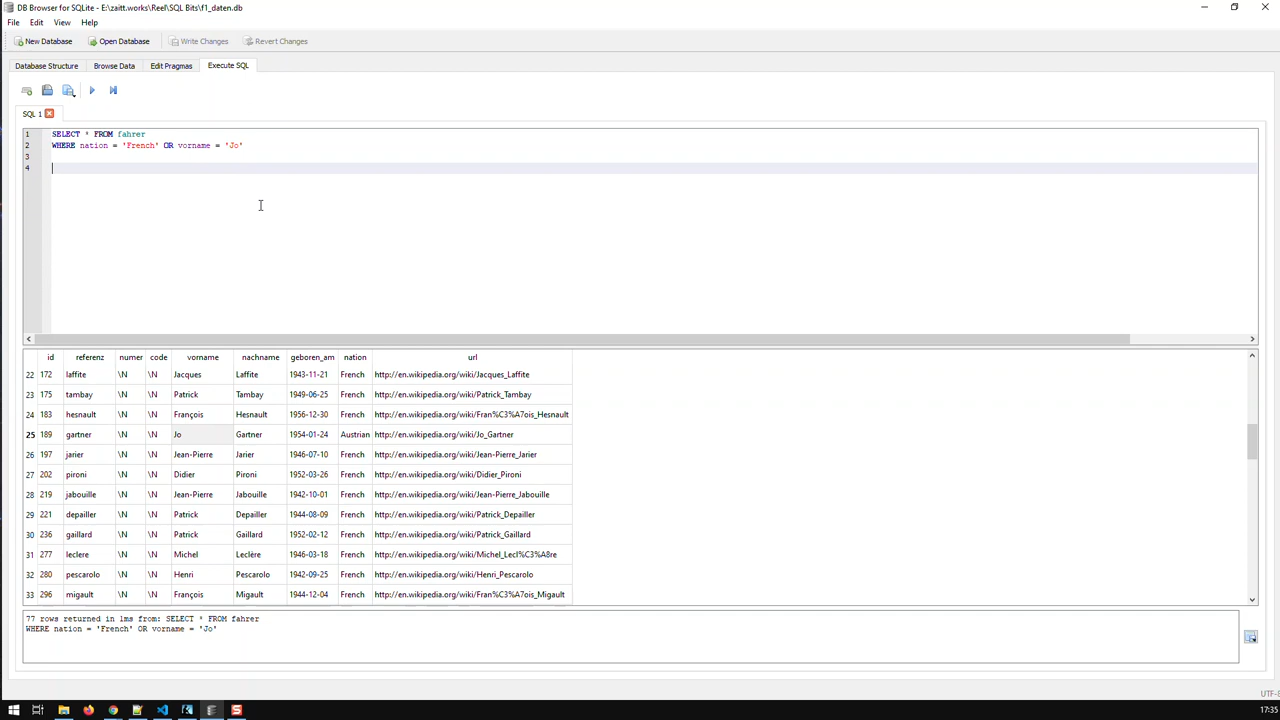 DB Browser for SQLite - E:\zaitt.works\Reel\SQL Bits\f1_daten.db
File Edit View Help
New Database Open Database Write Changes Revert Changes
Database Structure Browse Data Edit Pragmas Execute SQL
SQL 1
1 SELECT * FROM fahrer
2 WHERE nation = 'French' OR vorname = 'Jo'
3
4
id referenz numer code vorname nachname geboren_am nation url
22 172 laffite \N \N Jacques Laffite 1943-11-21 French http://en.wikipedia.org/wiki/Jacques_Laffite
23 175 tambay \N \N Patrick Tambay 1949-06-25 French http://en.wikipedia.org/wiki/Patrick_Tambay
24 183 hesnault \N \N François Hesnault 1956-12-30 French http://en.wikipedia.org/wiki/Fran%C3%A7ois_Hesnault
25 189 gartner \N \N Jo Gartner 1954-01-24 Austrian http://en.wikipedia.org/wiki/Jo_Gartner
26 197 jarier \N \N Jean-Pierre Jarier 1946-07-10 French http://en.wikipedia.org/wiki/Jean-Pierre_Jarier
27 202 pironi \N \N Didier Pironi 1952-03-26 French http://en.wikipedia.org/wiki/Didier_Pironi
28 219 jabouille \N \N Jean-Pierre Jabouille 1942-10-01 French http://en.wikipedia.org/wiki/Jean-Pierre_Jabouille
29 221 depailler \N \N Patrick Depailler 1944-08-09 French http://en.wikipedia.org/wiki/Patrick_Depailler
30 236 gaillard \N \N Patrick Gaillard 1952-02-12 French http://en.wikipedia.org/wiki/Patrick_Gaillard
31 277 leclere \N \N Michel Leclère 1946-03-18 French http://en.wikipedia.org/wiki/Michel_Lecl%C3%A8re
32 280 pescarolo \N \N Henri Pescarolo 1942-09-25 French http://en.wikipedia.org/wiki/Henri_Pescarolo
33 296 migault \N \N François Migault 1944-12-04 French http://en.wikipedia.org/wiki/Fran%C3%A7ois_Migault
77 rows returned in 1ms from: SELECT * FROM fahrer
WHERE nation = 'French' OR vorname = 'Jo'
UTF-8
17:35